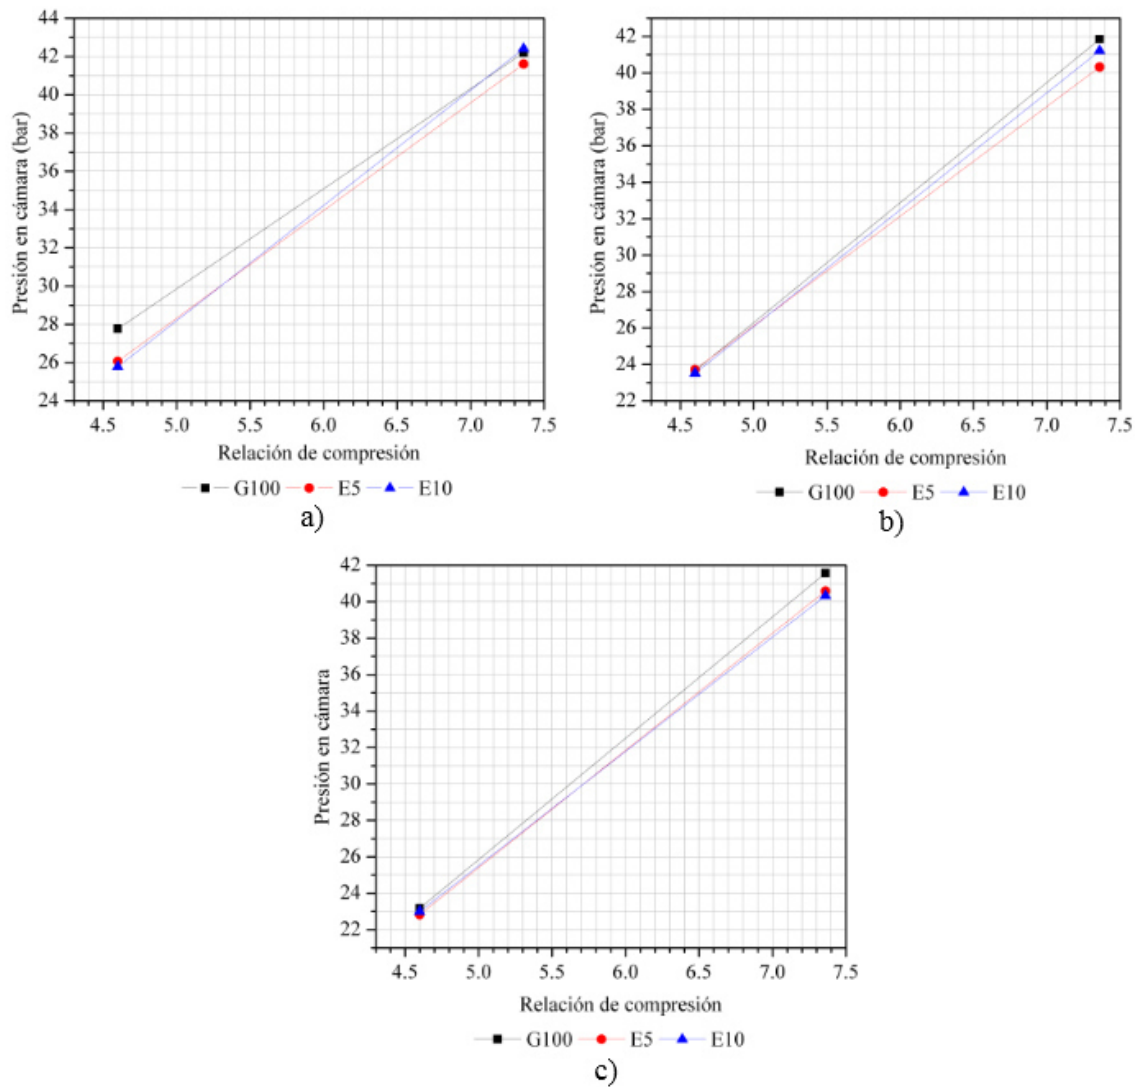 44
42
40
38
36
34
32
30
28
26
24
Presión en cámara (bar)
4.5 5.0 5.5 6.0 6.5 7.0 7.5
Relación de compresión
G100 E5 E10
a)
42
40
38
36
34
32
30
28
26
24
22
Presión en cámara (bar)
4.5 5.0 5.5 6.0 6.5 7.0 7.5
Relación de compresión
G100 E5 E10
b)
42
40
38
36
34
32
30
28
26
24
22
Presión en cámara
4.5 5.0 5.5 6.0 6.5 7.0 7.5
Relación de compresión
G100 E5 E10
c)